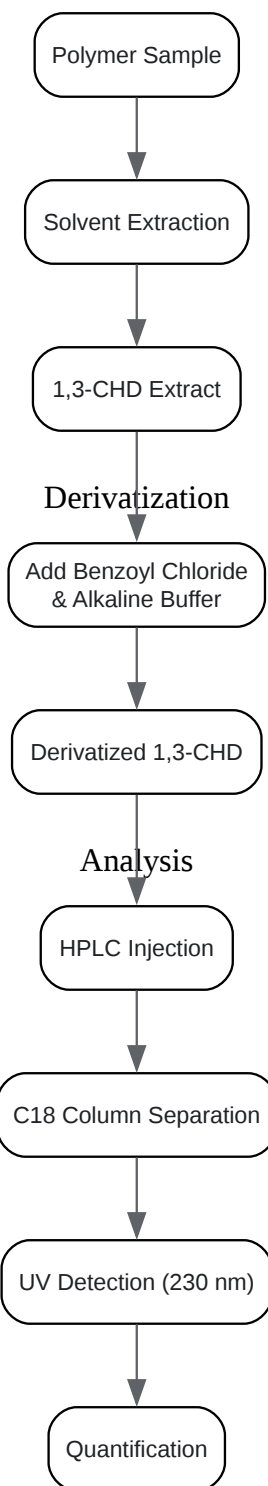 Polymer Sample
Solvent Extraction
1,3-CHD Extract
Derivatization
Add Benzoyl Chloride
& Alkaline Buffer
Derivatized 1,3-CHD
Analysis
HPLC Injection
C18 Column Separation
UV Detection (230 nm)
Quantification